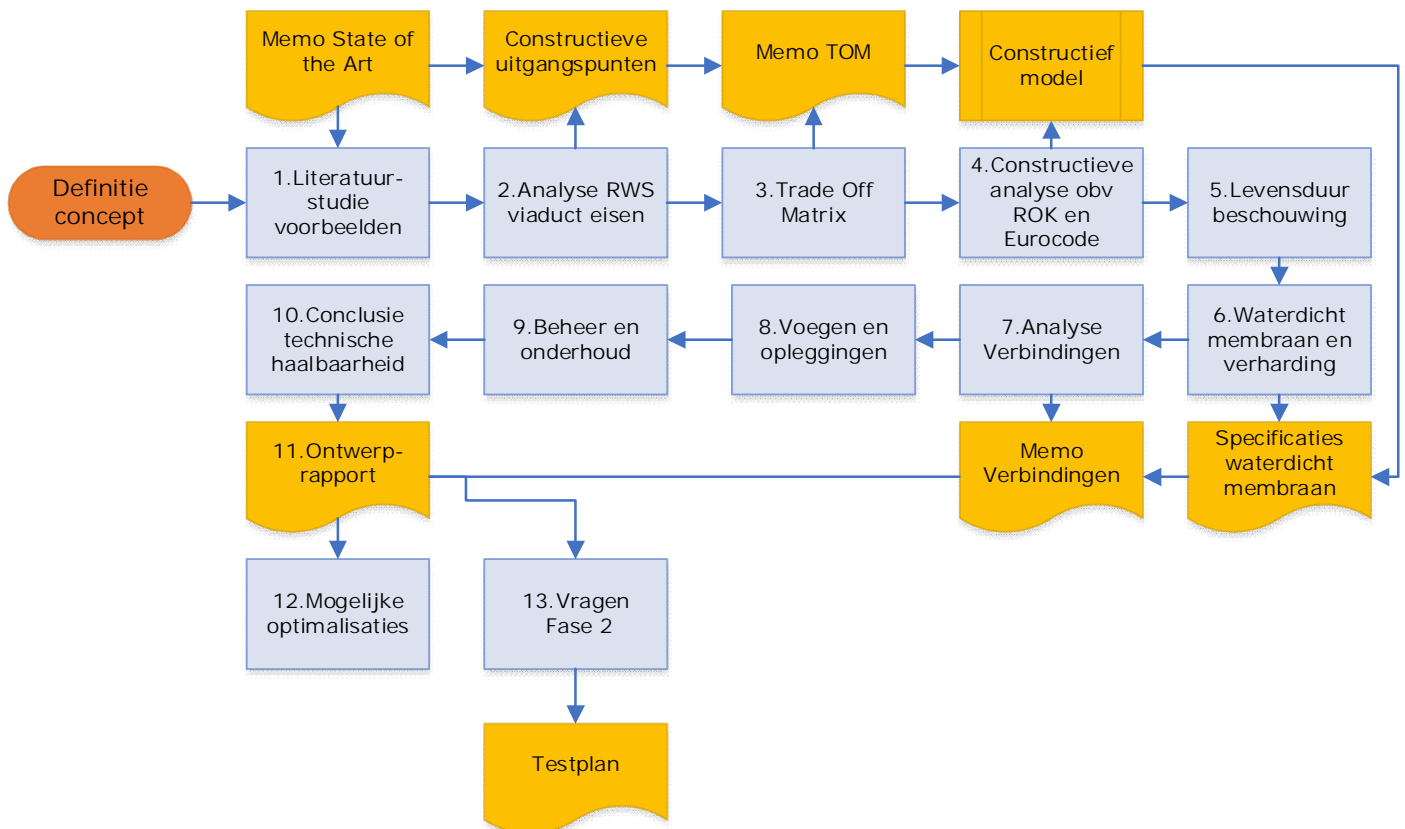 Memo State of
the Art
Constructieve
uitgangspunten
Memo TOM
Constructief
model
Definitie
concept
1.Literatuur-
studie
voorbeelden
2.Analyse RWS
viaduct eisen
3.Trade Off
Matrix
4.Constructieve
analyse obv
ROK en
Eurocode
5.Levensduur
beschouwing
10.Conclusie
technische
haalbaarheid
9.Beheer en
onderhoud
8.Voegen en
opleggingen
7.Analyse
Verbindingen
6.Waterdicht
membraan en
verharding
11.Ontwerp-
rapport
Memo
Verbindingen
Specificaties
waterdicht
membraan
12.Mogelijke
optimalisaties
13.Vragen
Fase 2
Testplan